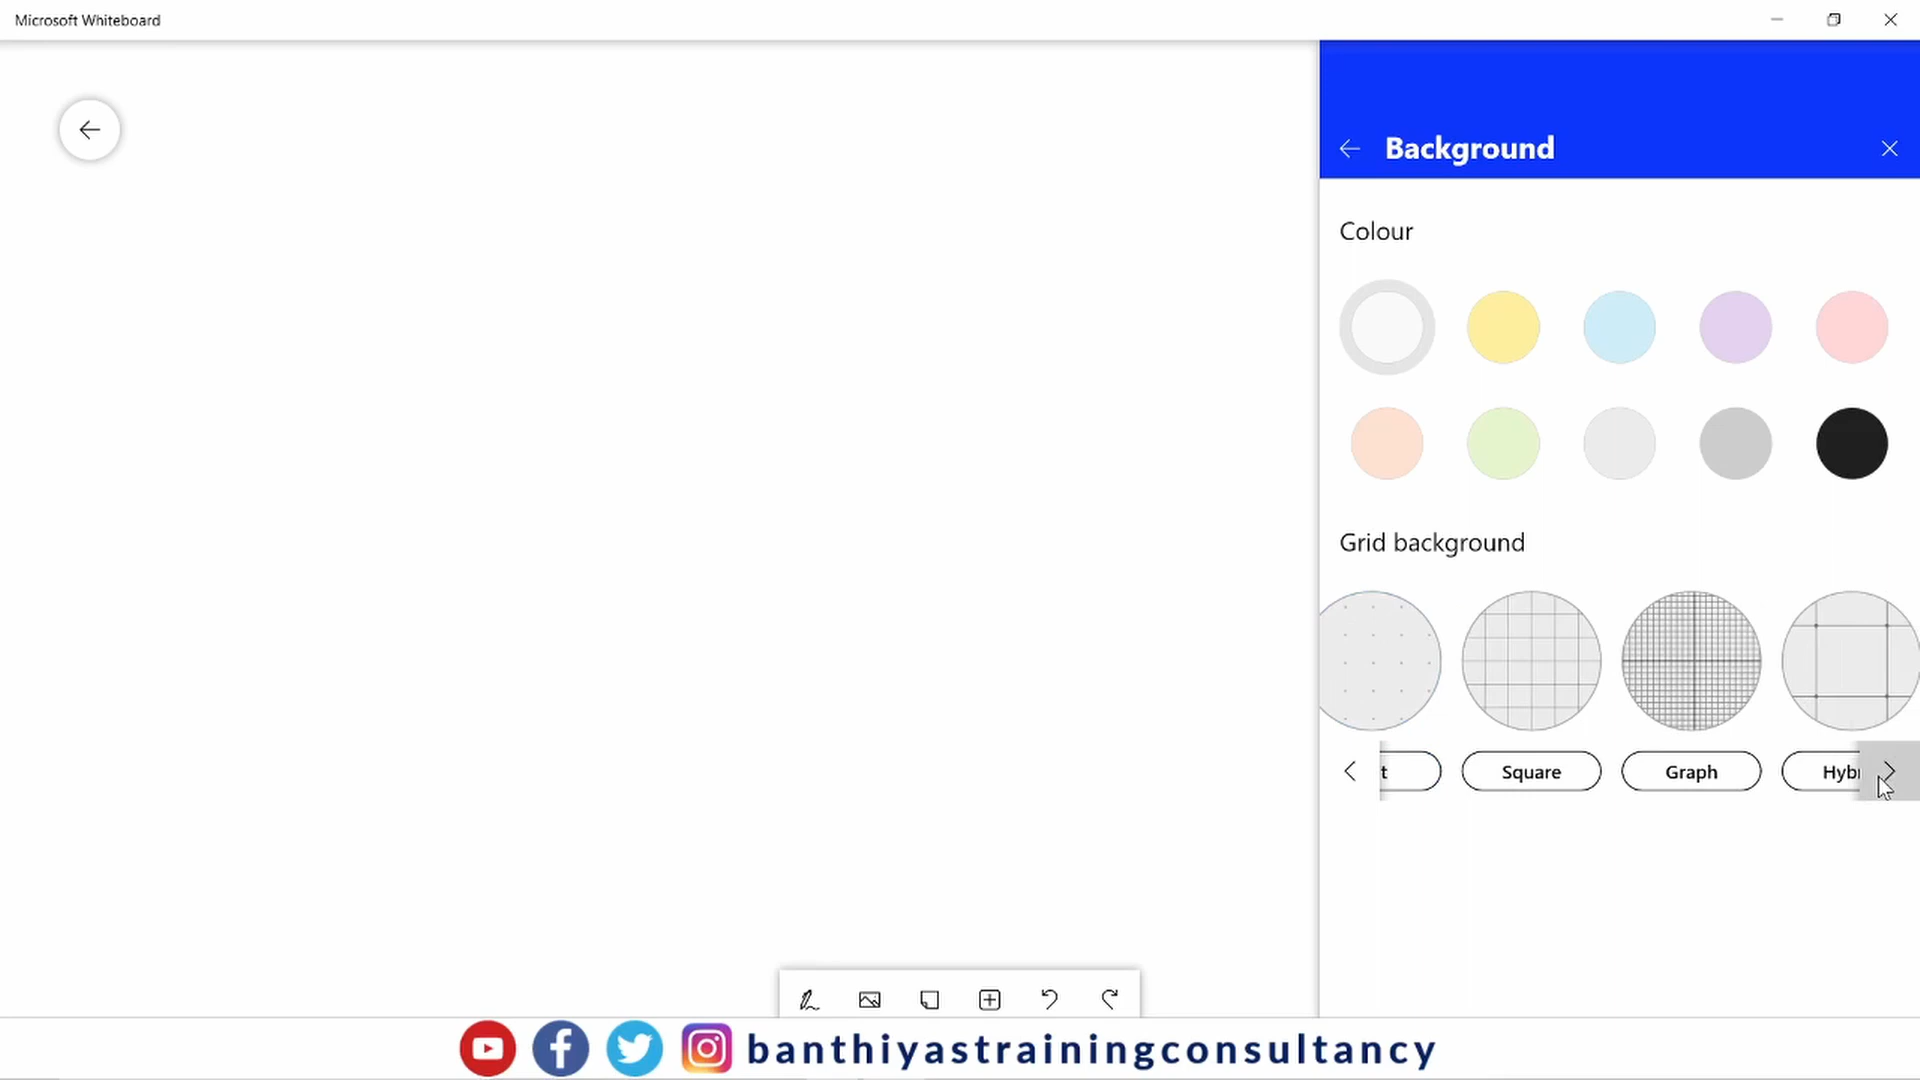 Microsoft Whiteboard
Background
Colour
Grid background
t
Square
Graph
Hybr
banthiyastrainingconsultancy